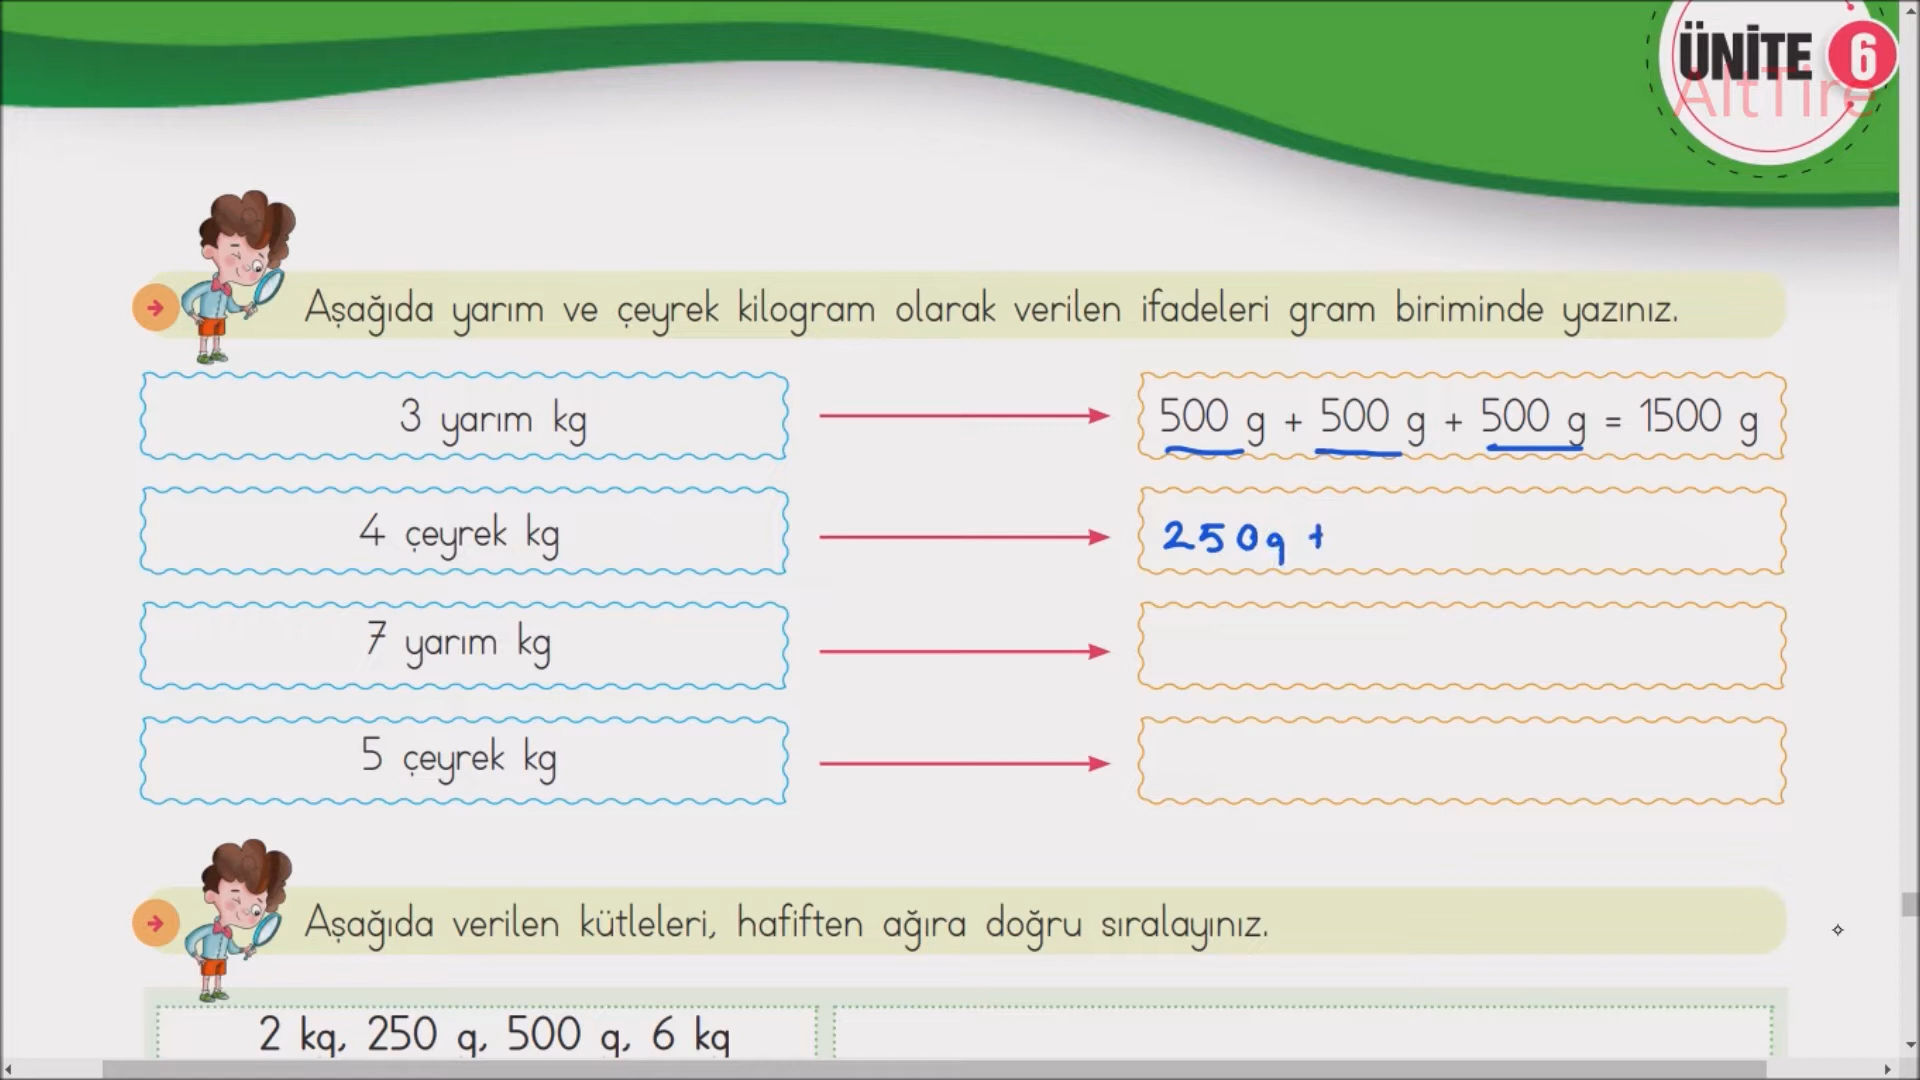 ÜNİTE 6
AltTire
Aşağıda yarım ve çeyrek kilogram olarak verilen ifadeleri gram biriminde yazınız.
3 yarım kg
500 g + 500 g + 500 g = 1500 g
4 çeyrek kg
250g +
7 yarım kg
5 çeyrek kg
Aşağıda verilen kütleleri, hafiften ağıra doğru sıralayınız.
2 kg, 250 g, 500 g, 6 kg